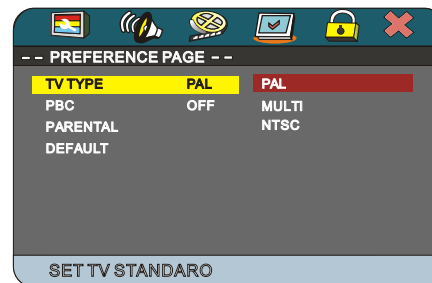 -- PREFERENCE PAGE --
TV TYPE PAL PAL
PBC OFF MULTI
PARENTAL NTSC
DEFAULT
SET TV STANDARO